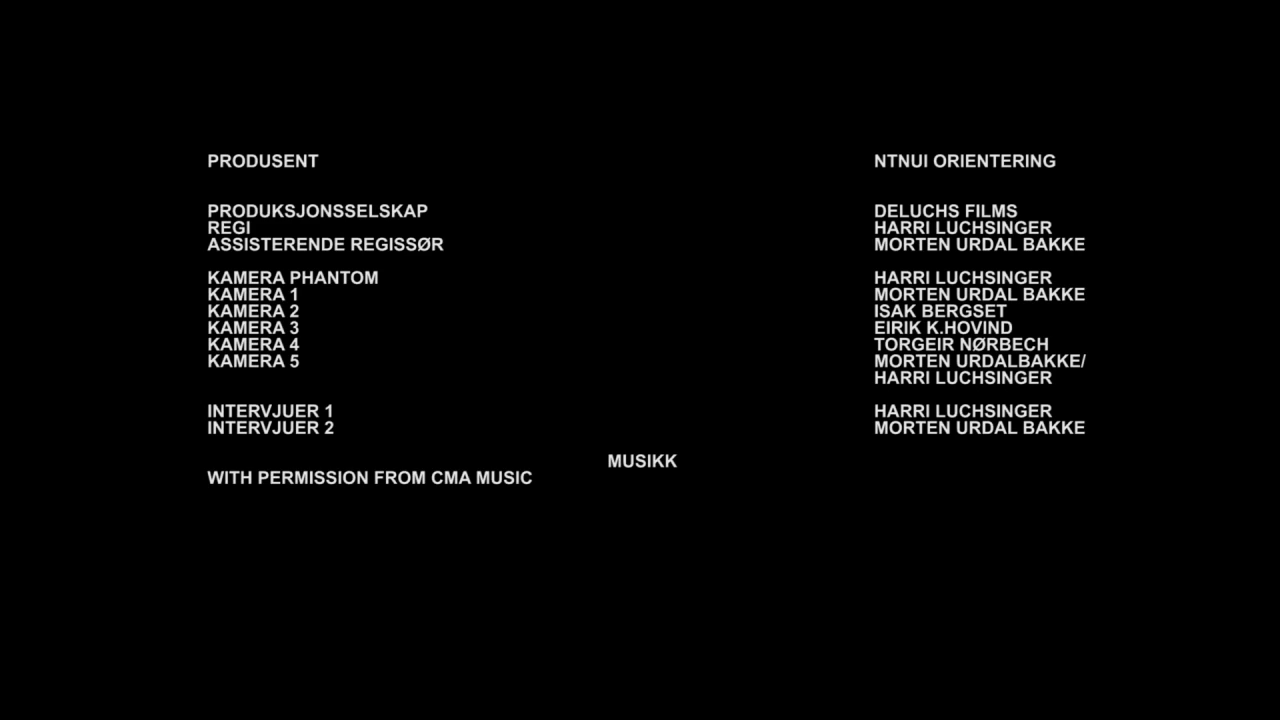 PRODUSENT NTNUI ORIENTERING
PRODUKSJONSSELSKAP DELUCHS FILMS
REGI HARRI LUCHSINGER
ASSISTERENDE REGISSØR MORTEN URDAL BAKKE
KAMERA PHANTOM HARRI LUCHSINGER
KAMERA 1 MORTEN URDAL BAKKE
KAMERA 2 ISAK BERGSET
KAMERA 3 EIRIK K.HOVIND
KAMERA 4 TORGEIR NØRBECH
KAMERA 5 MORTEN URDALBAKKE/
HARRI LUCHSINGER
INTERVJUER 1 HARRI LUCHSINGER
INTERVJUER 2 MORTEN URDAL BAKKE
MUSIKK
WITH PERMISSION FROM CMA MUSIC